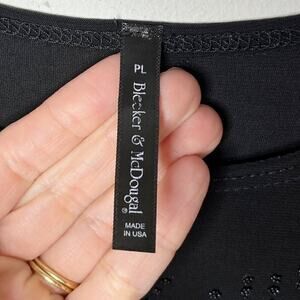 PL
Bleeker & McDougal®
MADE
IN USA